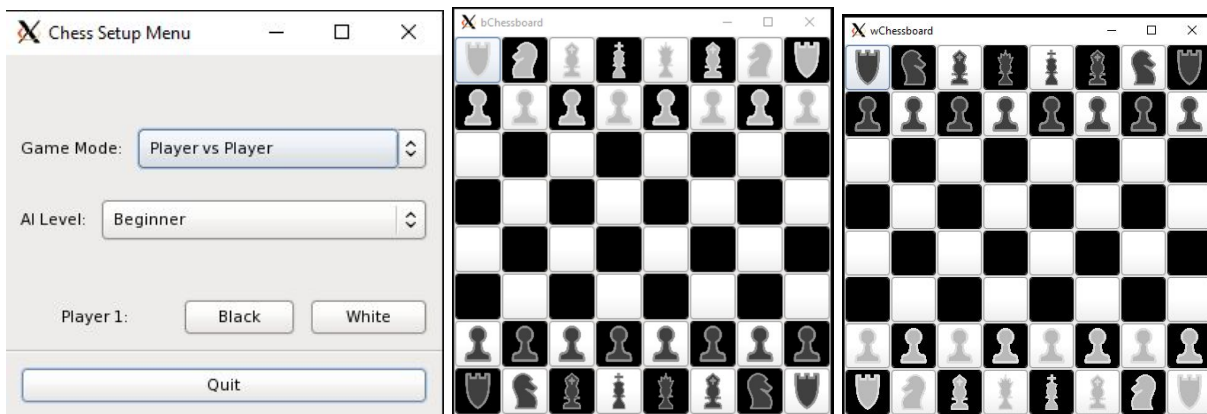 Chess Setup Menu
Game Mode: Player vs Player
AI Level: Beginner
Player 1: Black White
Quit
bChessboard
wChessboard